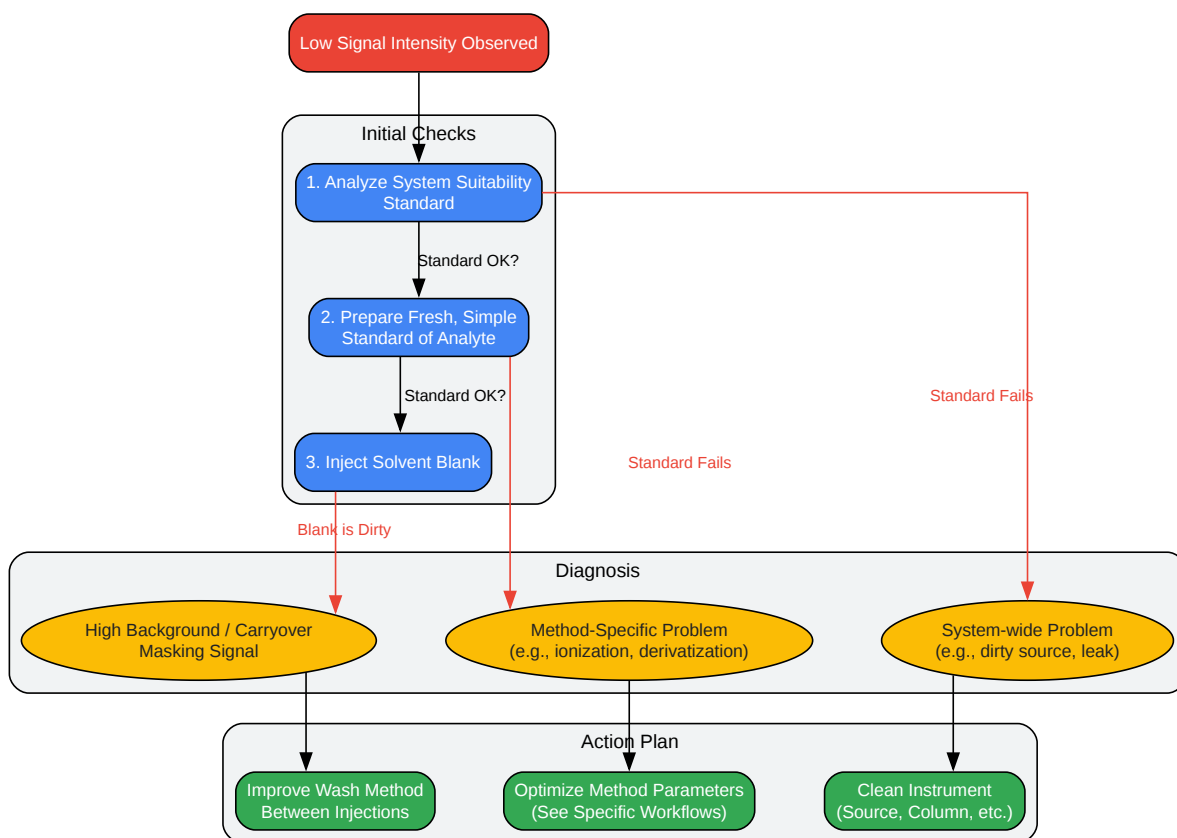 Low Signal Intensity Observed
Initial Checks
1. Analyze System Suitability
Standard
Standard OK?
2. Prepare Fresh, Simple
Standard of Analyte
Standard OK?
Standard Fails
3. Inject Solvent Blank
Standard Fails
Blank is Dirty
Diagnosis
High Background / Carryover
Masking Signal
Method-Specific Problem
(e.g., ionization, derivatization)
System-wide Problem
(e.g., dirty source, leak)
Action Plan
Improve Wash Method
Between Injections
Optimize Method Parameters
(See Specific Workflows)
Clean Instrument
(Source, Column, etc.)